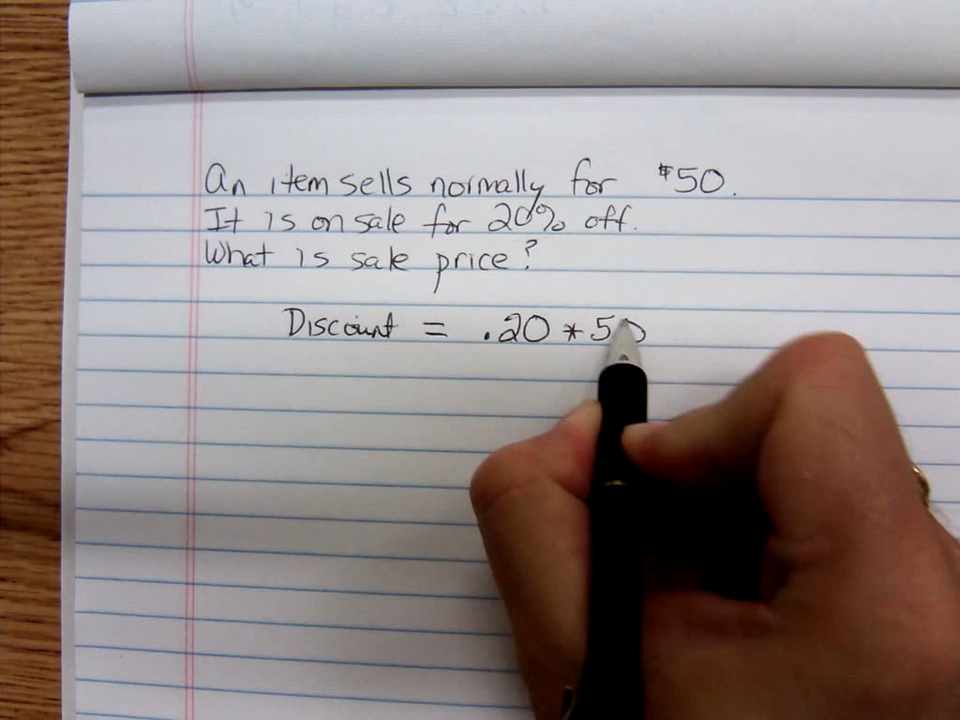 An item sells normally for $50.
It is on sale for 20% off.
What is sale price?
Discount = .20 * 50